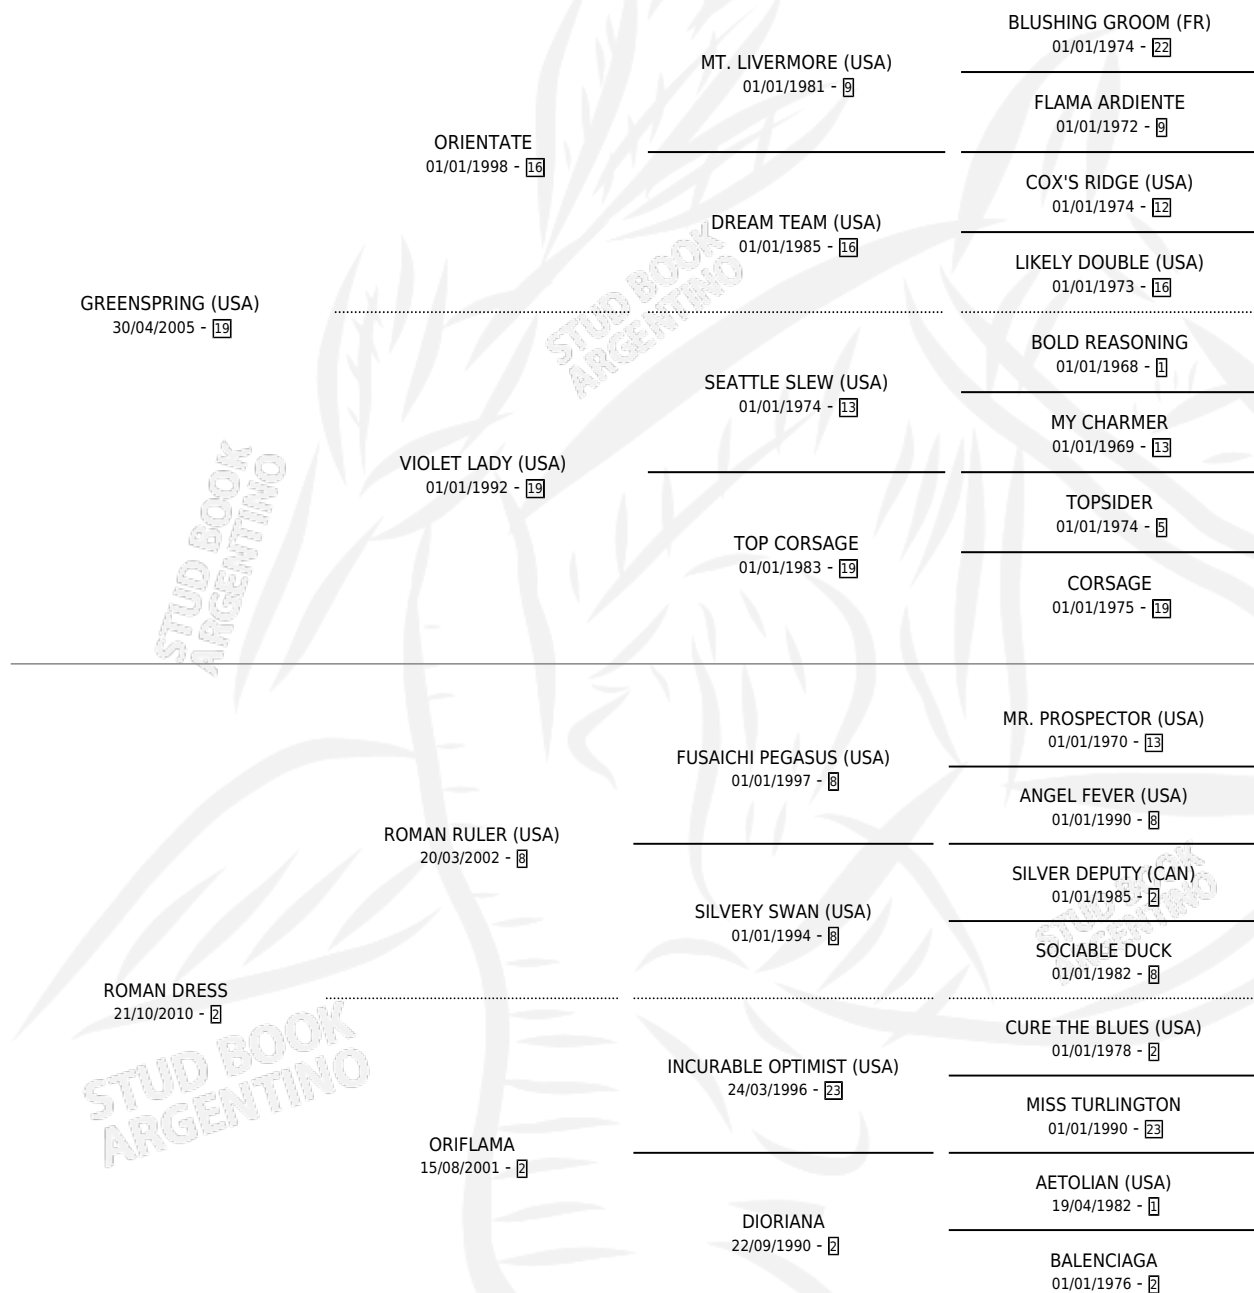 BLUSHING GROOM (FR)
01/01/1974 - 22
MT. LIVERMORE (USA)
01/01/1981 - 9
FLAMA ARDIENTE
01/01/1972 - 9
ORIENTATE
01/01/1998 - 16
COX'S RIDGE (USA)
01/01/1974 - 12
DREAM TEAM (USA)
01/01/1985 - 16
LIKELY DOUBLE (USA)
01/01/1973 - 16
GREENSPRING (USA)
30/04/2005 - 19
STUD BOOK
ARGENTINO
BOLD REASONING
01/01/1968 - 1
SEATTLE SLEW (USA)
01/01/1974 - 13
MY CHARMER
01/01/1969 - 13
VIOLET LADY (USA)
01/01/1992 - 19
TOPSIDER
01/01/1974 - 5
TOP CORSAGE
01/01/1983 - 19
CORSAGE
01/01/1975 - 19
STUD BOOK
ARGENTINO
MR. PROSPECTOR (USA)
01/01/1970 - 13
FUSAICHI PEGASUS (USA)
01/01/1997 - 8
ANGEL FEVER (USA)
01/01/1990 - 8
ROMAN RULER (USA)
20/03/2002 - 8
SILVER DEPUTY (CAN)
01/01/1985 - 2
SILVERY SWAN (USA)
01/01/1994 - 8
STUD BOOK
ARGENTINO
SOCIABLE DUCK
01/01/1982 - 8
ROMAN DRESS
21/10/2010 - 2
CURE THE BLUES (USA)
01/01/1978 - 2
INCURABLE OPTIMIST (USA)
24/03/1996 - 23
STUD BOOK
ARGENTINO
MISS TURLINGTON
01/01/1990 - 23
ORIFLAMA
15/08/2001 - 2
AETOLIAN (USA)
19/04/1982 - 1
DIORIANA
22/09/1990 - 2
BALENCIAGA
01/01/1976 - 2